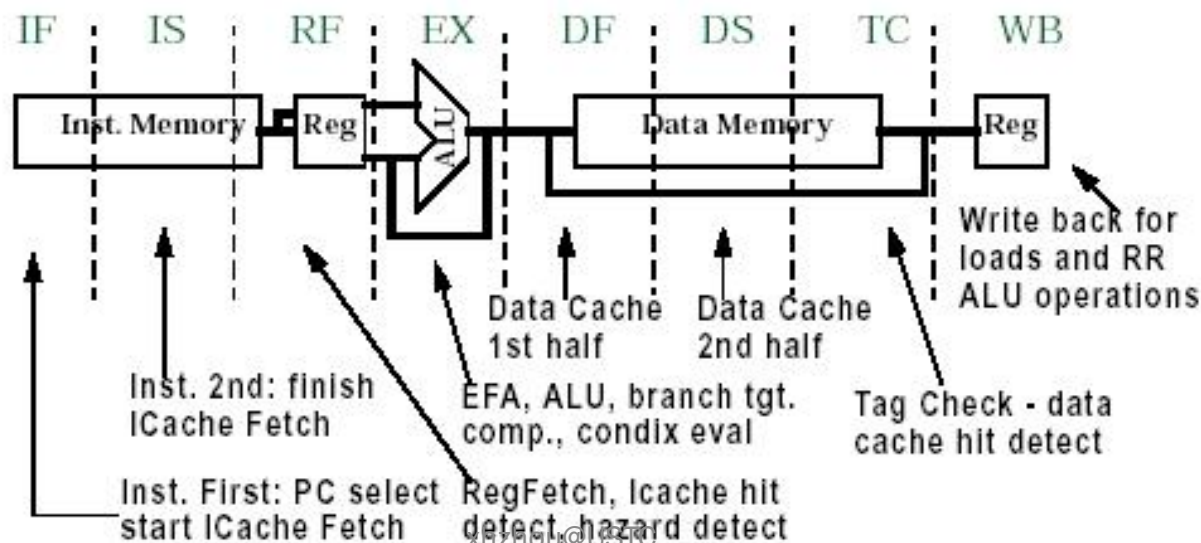 IF IS RF EX DF DS TC WB
Inst. Memory Reg ALU Data Memory Reg
Write back for
loads and RR
ALU operations
Data Cache
1st half
Data Cache
2nd half
Inst. 2nd: finish
ICache Fetch
EFA, ALU, branch tgt.
comp., condix eval
Tag Check - data
cache hit detect
Inst. First: PC select
start ICache Fetch
RegFetch, Icache hit
detect, hazard detect